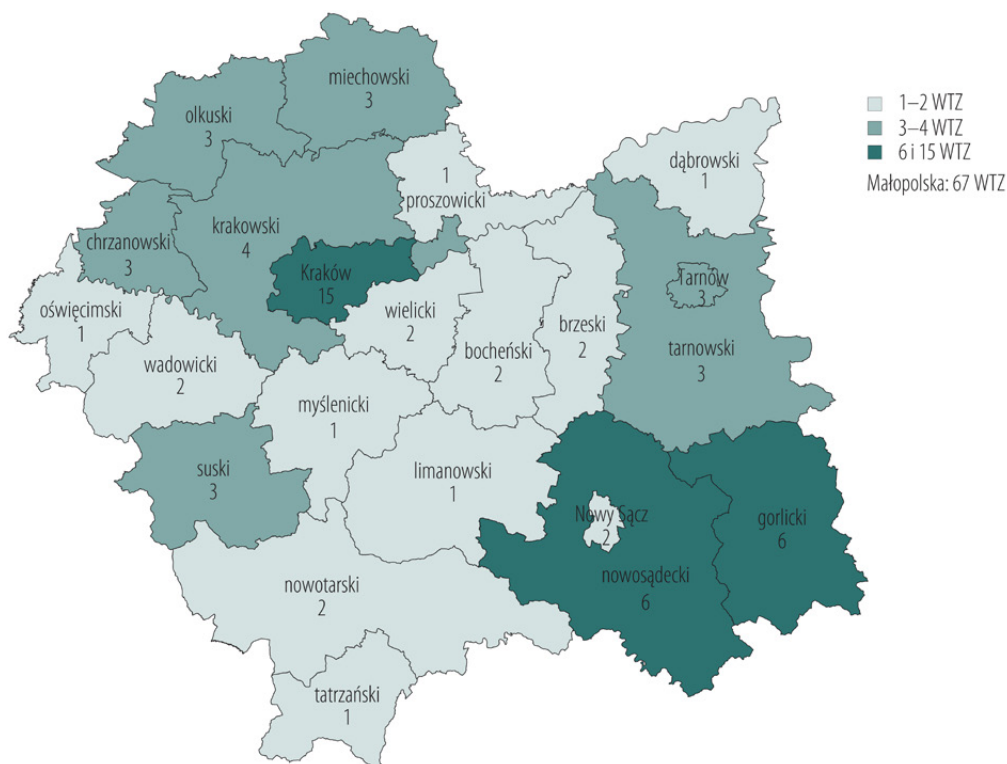 miechowski
3
olkuski
3
1–2 WTZ
3–4 WTZ
6 i 15 WTZ
Małopolska: 67 WTZ
dąbrowski
1
1
proszowicki
krakowski
4
chrzanowski
3
Kraków
15
Tarnów
3
oświęcimski
1
wielicki
2
brzeski
2
bocheński
2
tarnowski
3
wadowicki
2
myślenicki
1
limanowski
1
suski
3
Nowy Sącz
2
gorlicki
6
nowosądecki
6
nowotarski
2
tatrzański
1